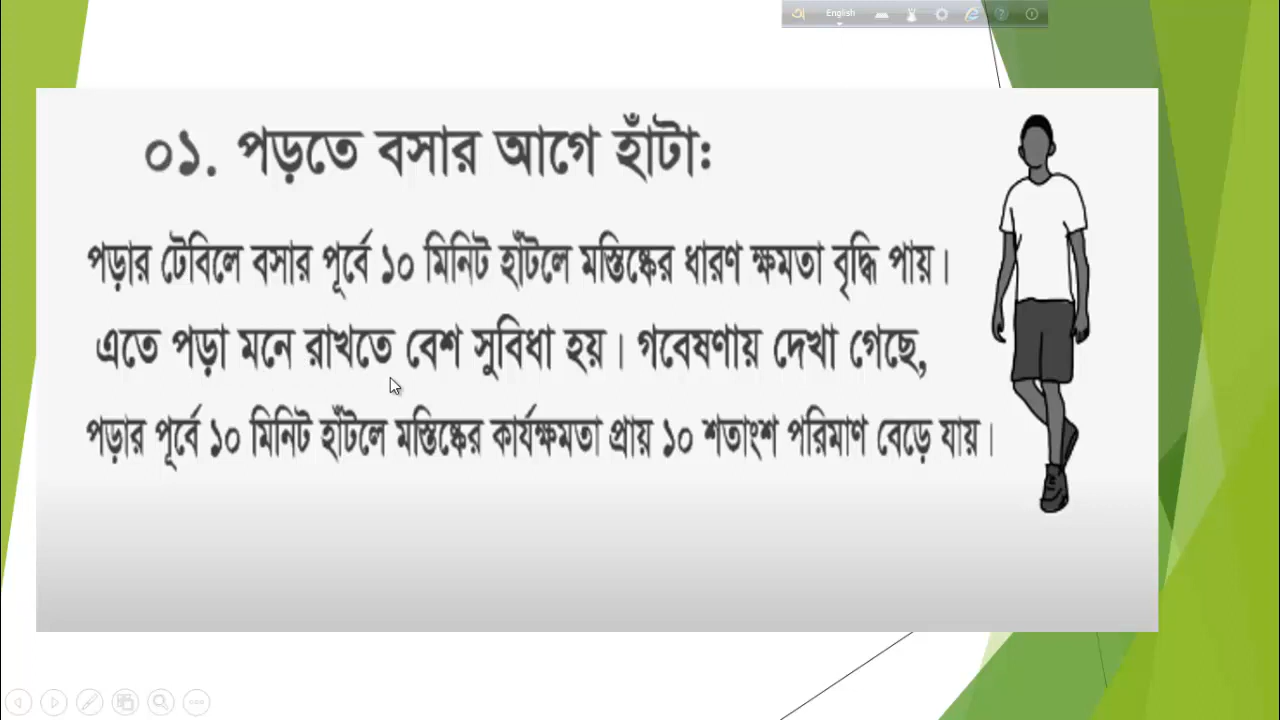 English
০১. পড়তে বসার আগে হাঁটা:
পড়ার টেবিলে বসার পূর্বে ১০ মিনিট হাঁটলে মস্তিষ্কের ধারণ ক্ষমতা বৃদ্ধি পায়।
এতে পড়া মনে রাখতে বেশ সুবিধা হয়। গবেষণায় দেখা গেছে,
পড়ার পূর্বে ১০ মিনিট হাঁটলে মস্তিষ্কের কার্যক্ষমতা প্রায় ১০ শতাংশ পরিমাণ বেড়ে যায়।